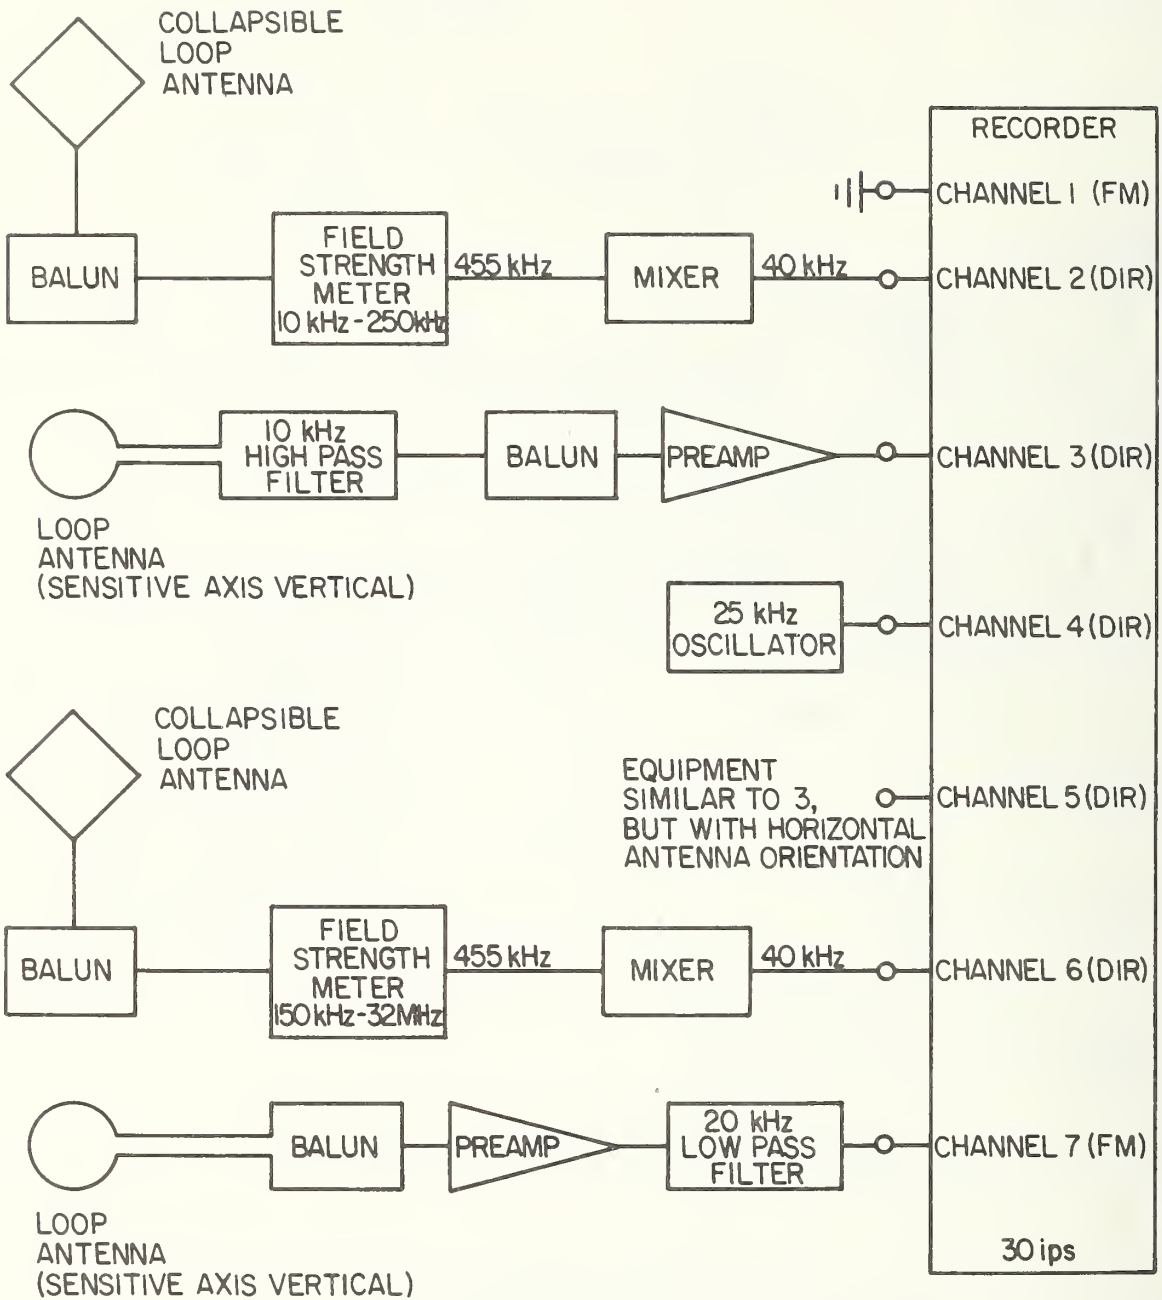 COLLAPSIBLE
LOOP
ANTENNA
RECORDER
CHANNEL 1 (FM)
BALUN
FIELD
STRENGTH
METER
10 kHz-250kHz
455 kHz
MIXER
40 kHz
CHANNEL 2 (DIR)
LOOP
ANTENNA
(SENSITIVE AXIS VERTICAL)
10 kHz
HIGH PASS
FILTER
BALUN
PREAMP
CHANNEL 3 (DIR)
25 kHz
OSCILLATOR
CHANNEL 4 (DIR)
EQUIPMENT
SIMILAR TO 3,
BUT WITH HORIZONTAL
ANTENNA ORIENTATION
CHANNEL 5 (DIR)
COLLAPSIBLE
LOOP
ANTENNA
BALUN
FIELD
STRENGTH
METER
150 kHz-32MHz
455 kHz
MIXER
40 kHz
CHANNEL 6 (DIR)
LOOP
ANTENNA
(SENSITIVE AXIS VERTICAL)
BALUN
PREAMP
20 kHz
LOW PASS
FILTER
CHANNEL 7 (FM)
30 ips